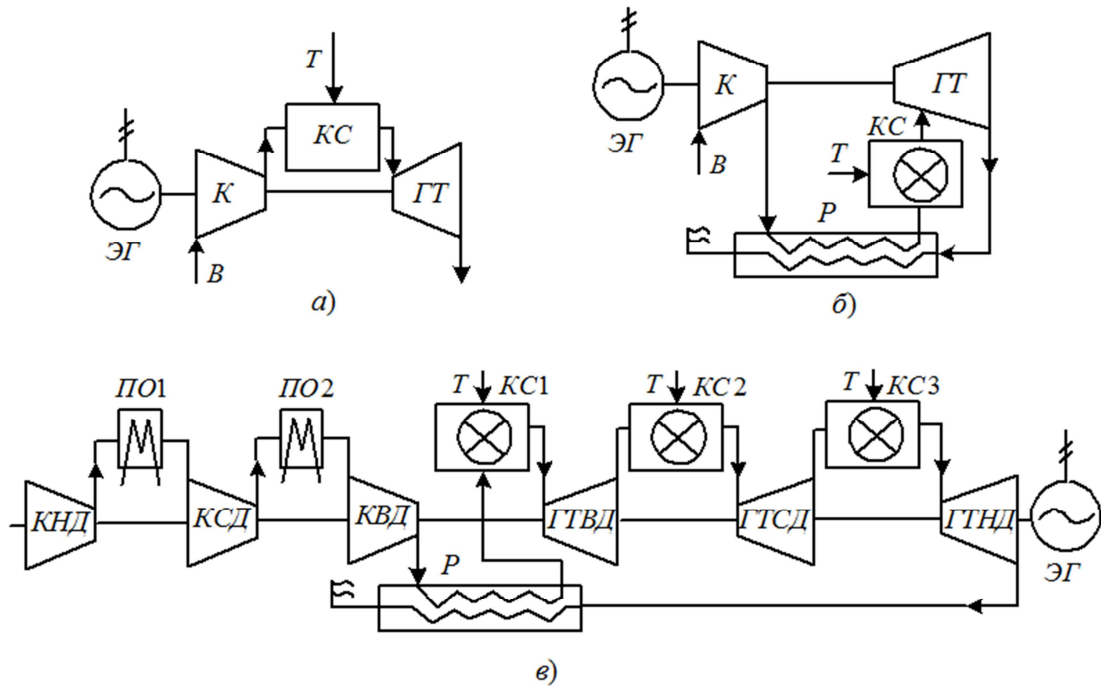 Т
КС
К
ГТ
ЭГ
В
а)
К
ГТ
КС
ЭГ
В
Т
Р
б)
ПО1
ПО2
Т
КС1
Т
КС2
Т
КС3
КНД
КСД
КВД
ГТВД
ГТСД
ГТНД
Р
ЭГ
в)